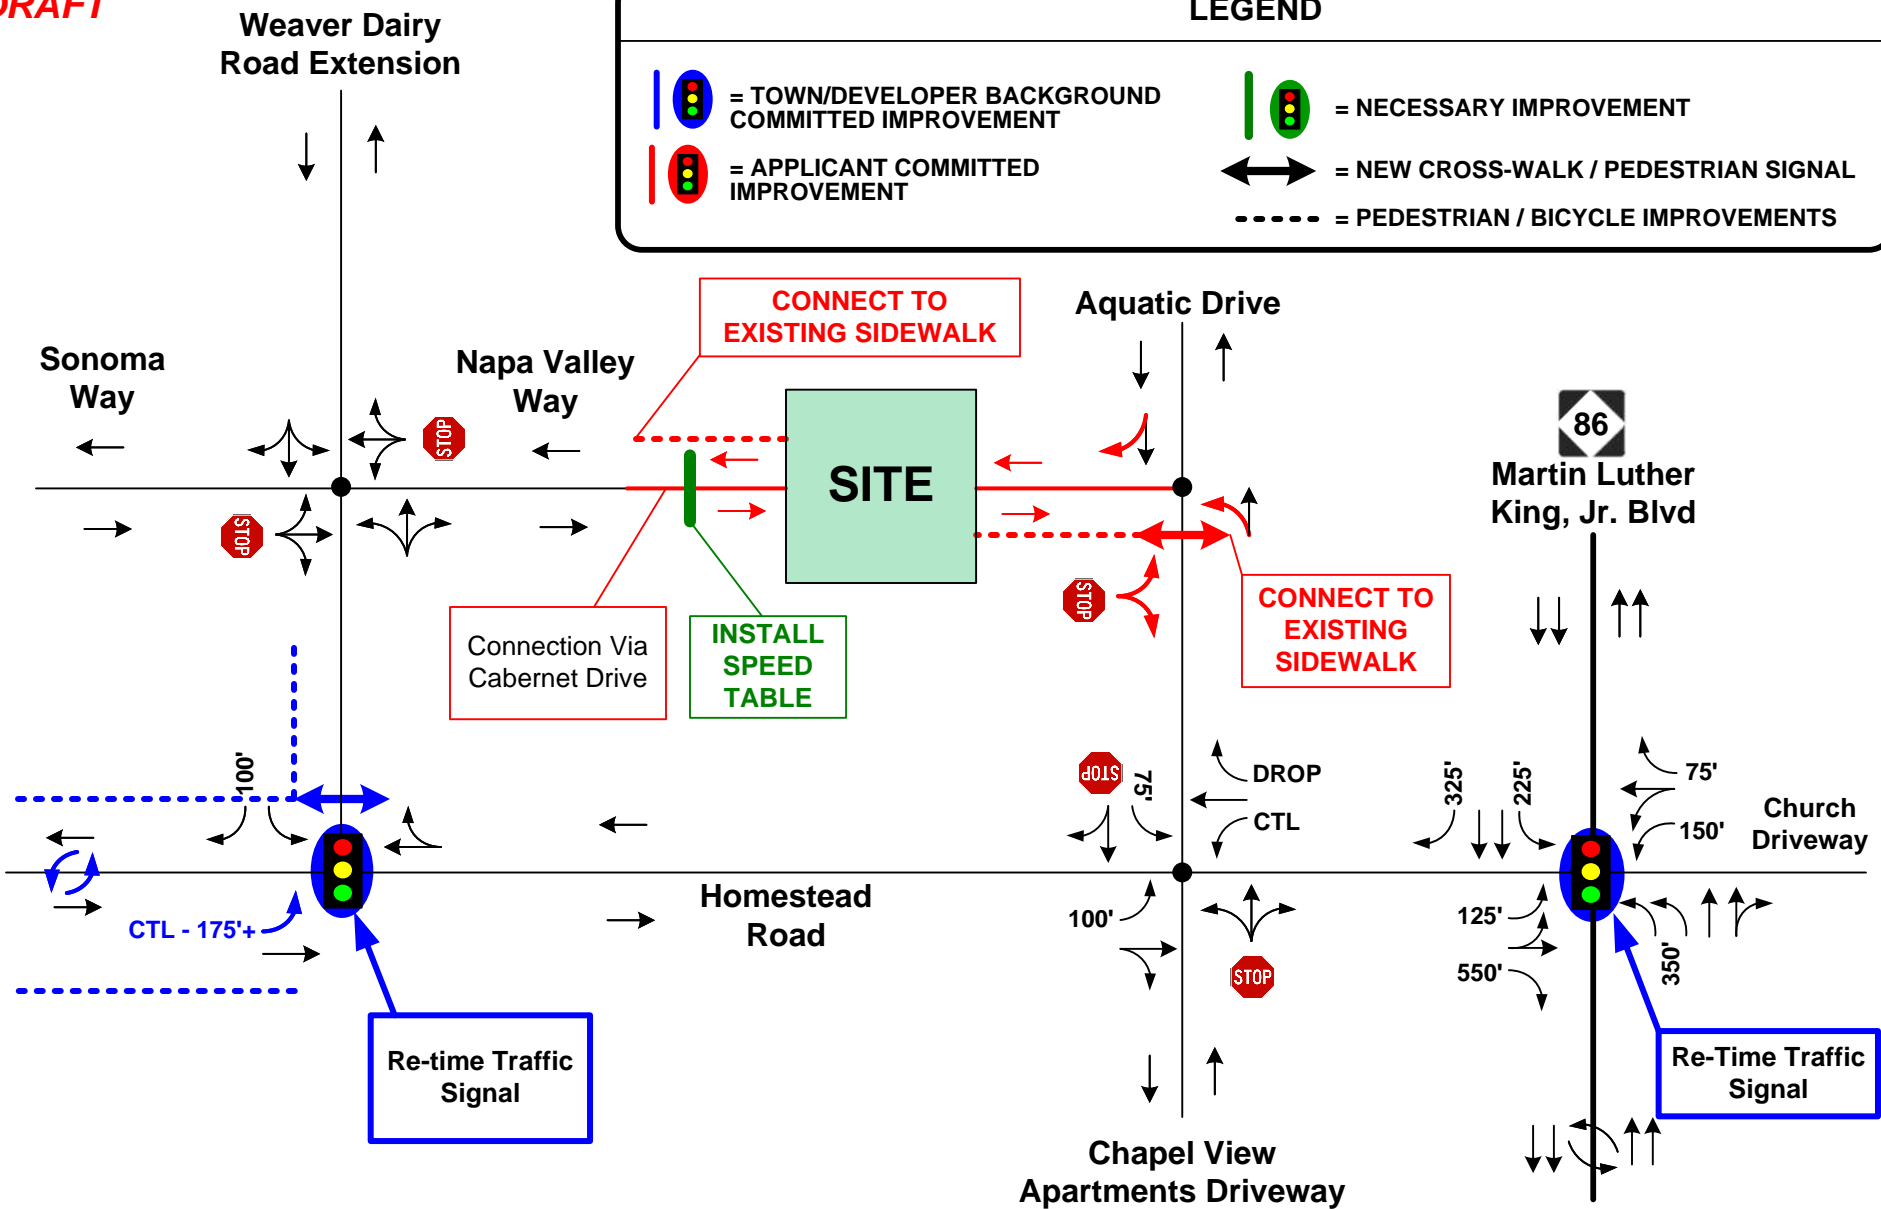 DRAFT
LEGEND
= TOWN/DEVELOPER BACKGROUND
COMMITTED IMPROVEMENT
= APPLICANT COMMITTED
IMPROVEMENT
= NECESSARY IMPROVEMENT
= NEW CROSS-WALK / PEDESTRIAN SIGNAL
= PEDESTRIAN / BICYCLE IMPROVEMENTS
Weaver Dairy
Road Extension
Sonoma
Way
Napa Valley
Way
CONNECT TO
EXISTING SIDEWALK
Aquatic Drive
86
Martin Luther
King, Jr. Blvd
STOP
STOP
SITE
STOP
Connection Via
Cabernet Drive
INSTALL
SPEED
TABLE
CONNECT TO
EXISTING
SIDEWALK
100'
STOP
75'
DROP
CTL
325'
225'
75'
150'
Church
Driveway
CTL - 175'+
Homestead
Road
100'
STOP
125'
550'
350'
Re-time Traffic
Signal
Re-Time Traffic
Signal
Chapel View
Apartments Driveway